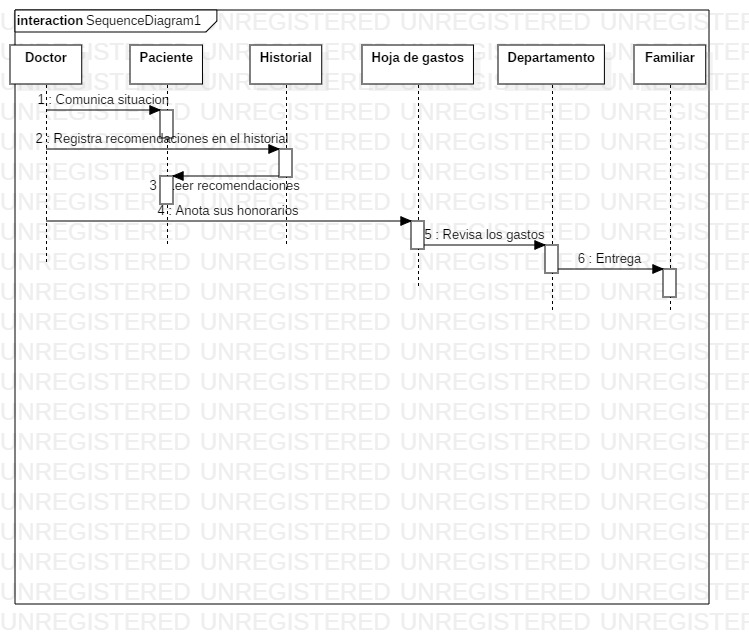 interaction SequenceDiagram1
Doctor
Paciente
Historial
Hoja de gastos
Departamento
Familiar
1 : Comunica situacion
2 : Registra recomendaciones en el historial
3 : Leer recomendaciones
4 : Anota sus honorarios
5 : Revisa los gastos
6 : Entrega
UNREGISTERED UNREGISTERED UNREGISTERED UNREGISTERED